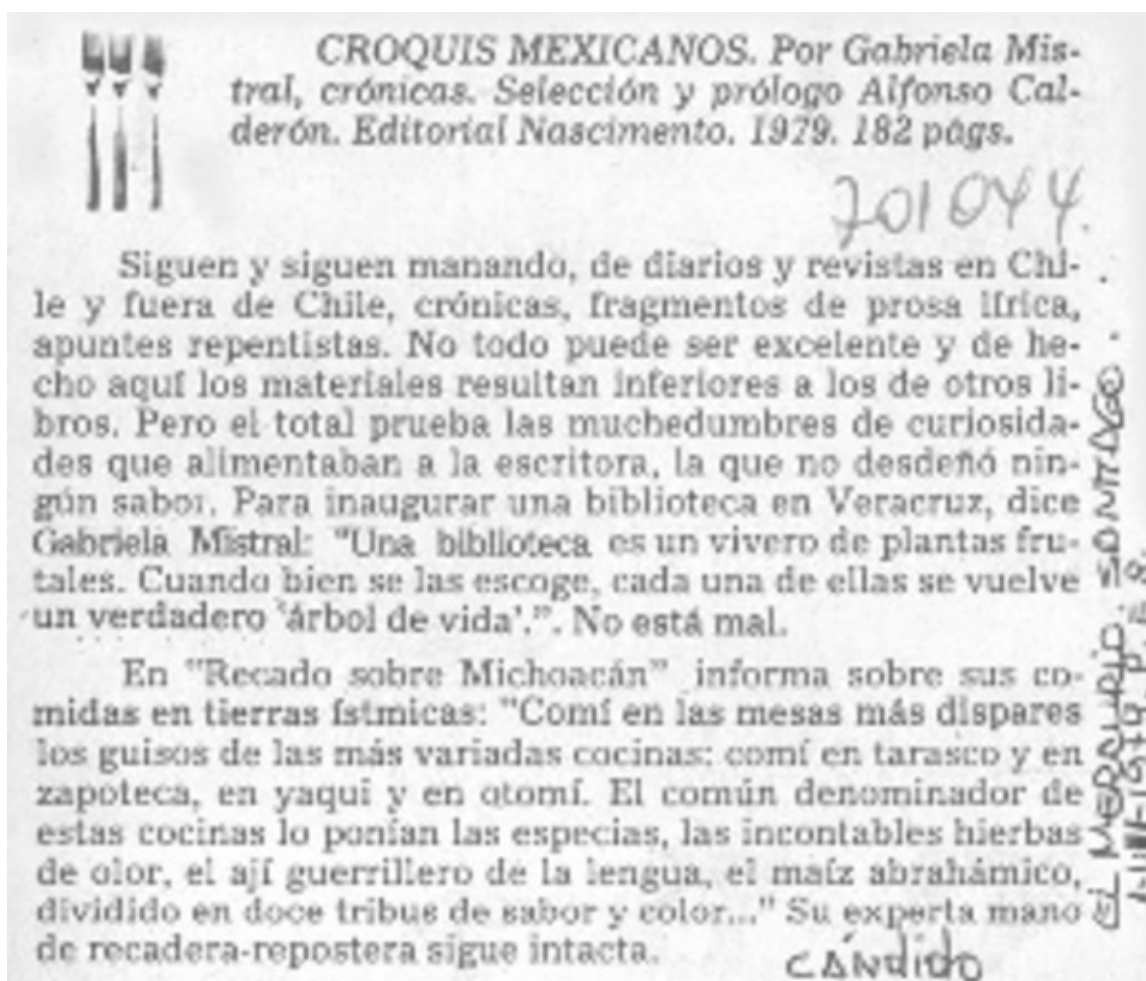 CROQUIS MEXICANOS. Por Gabriela Mis-
tral, crónicas. Selección y prólogo Alfonso Cal-
derón. Editorial Nascimento. 1979. 182 págs.
701044.
Siguen y siguen manando, de diarios y revistas en Chi-
le y fuera de Chile, crónicas, fragmentos de prosa lírica,
apuntes repentistas. No todo puede ser excelente y de he-
cho aquí los materiales resultan inferiores a los de otros li-
bros. Pero el total prueba las muchedumbres de curiosida-
des que alimentaban a la escritora, la que no desdeñó nin-
gún sabor. Para inaugurar una biblioteca en Veracruz, dice
Gabriela Mistral: "Una biblioteca es un vivero de plantas fru-
tales. Cuando bien se las escoge, cada una de ellas se vuelve
un verdadero 'árbol de vida'.". No está mal.
En "Recado sobre Michoacán" informa sobre sus co-
midas en tierras ístmicas: "Comí en las mesas más dispares
los guisos de las más variadas cocinas: comí en tarasco y en
zapoteca, en yaqui y en otomí. El común denominador de
estas cocinas lo ponían las especias, las incontables hierbas
de olor, el ají guerrillero de la lengua, el maíz abrahámico,
dividido en doce tribus de sabor y color..." Su experta mano
de recadera-repostera sigue intacta.
CÁNDIDO
EL MERCURIO. SANTIAGO.